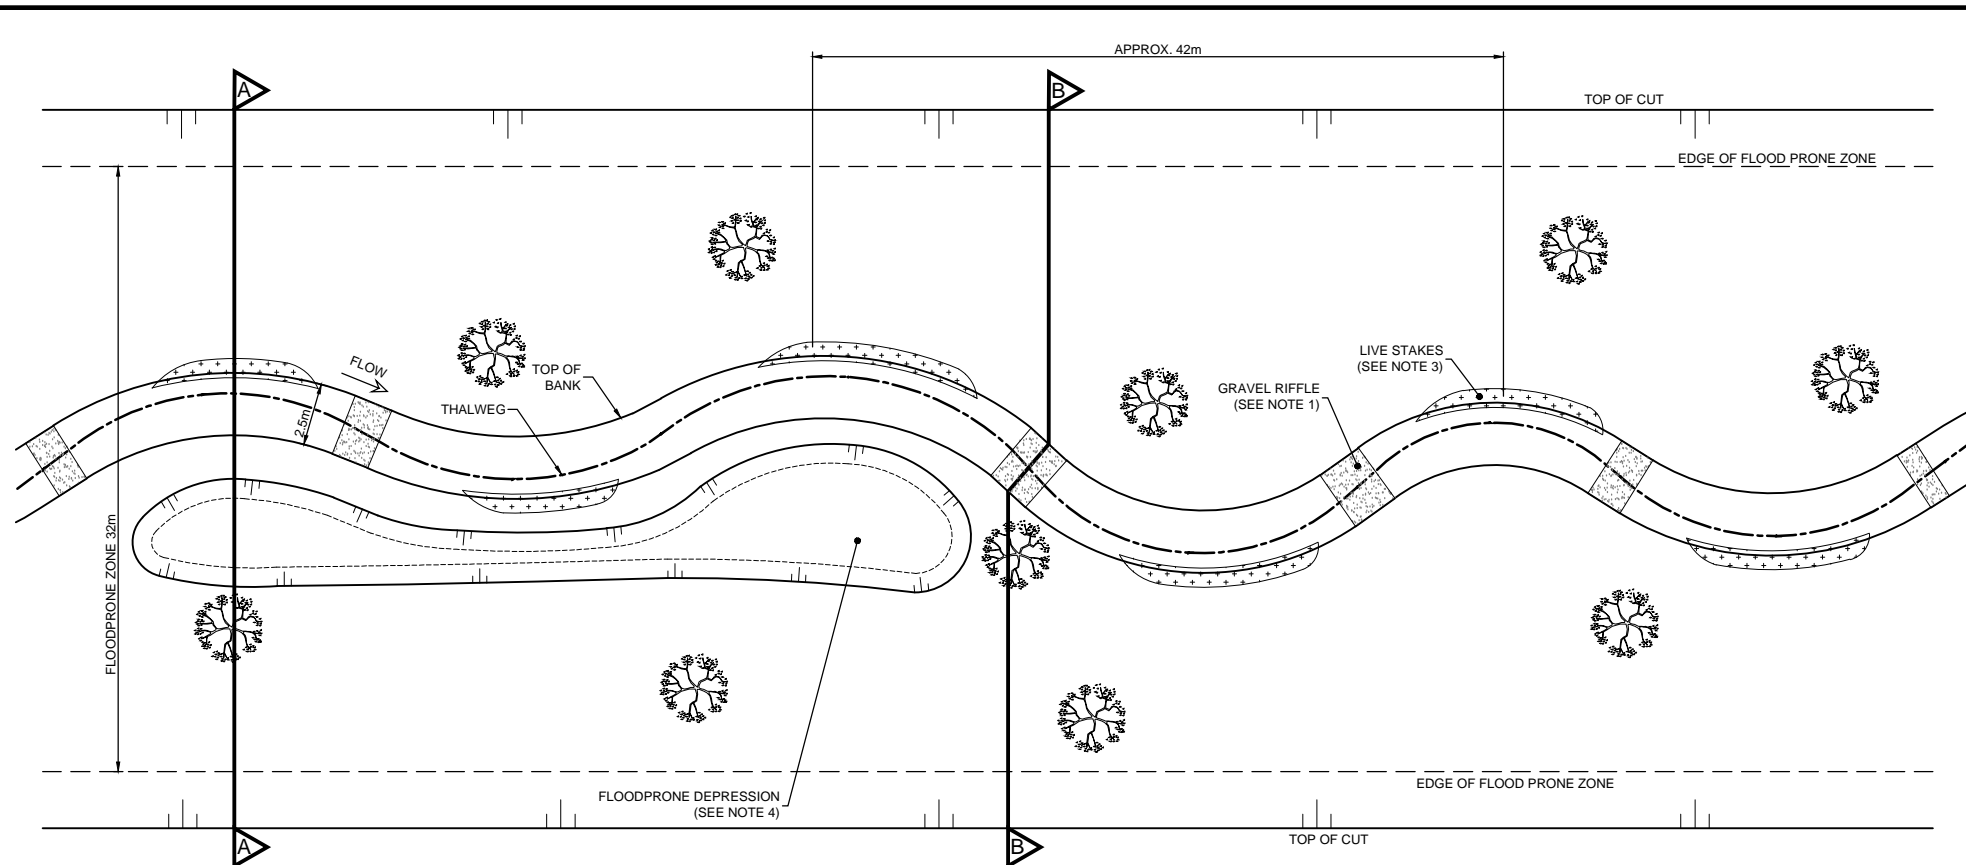 APPROX. 42m
A
B
TOP OF CUT
EDGE OF FLOOD PRONE ZONE
FLOW
TOP OF
BANK
THALWEG
2.5m
LIVE STAKES
(SEE NOTE 3)
GRAVEL RIFFLE
(SEE NOTE 1)
FLOODPRONE ZONE 32m
FLOODPRONE DEPRESSION
(SEE NOTE 4)
EDGE OF FLOOD PRONE ZONE
TOP OF CUT
A
B